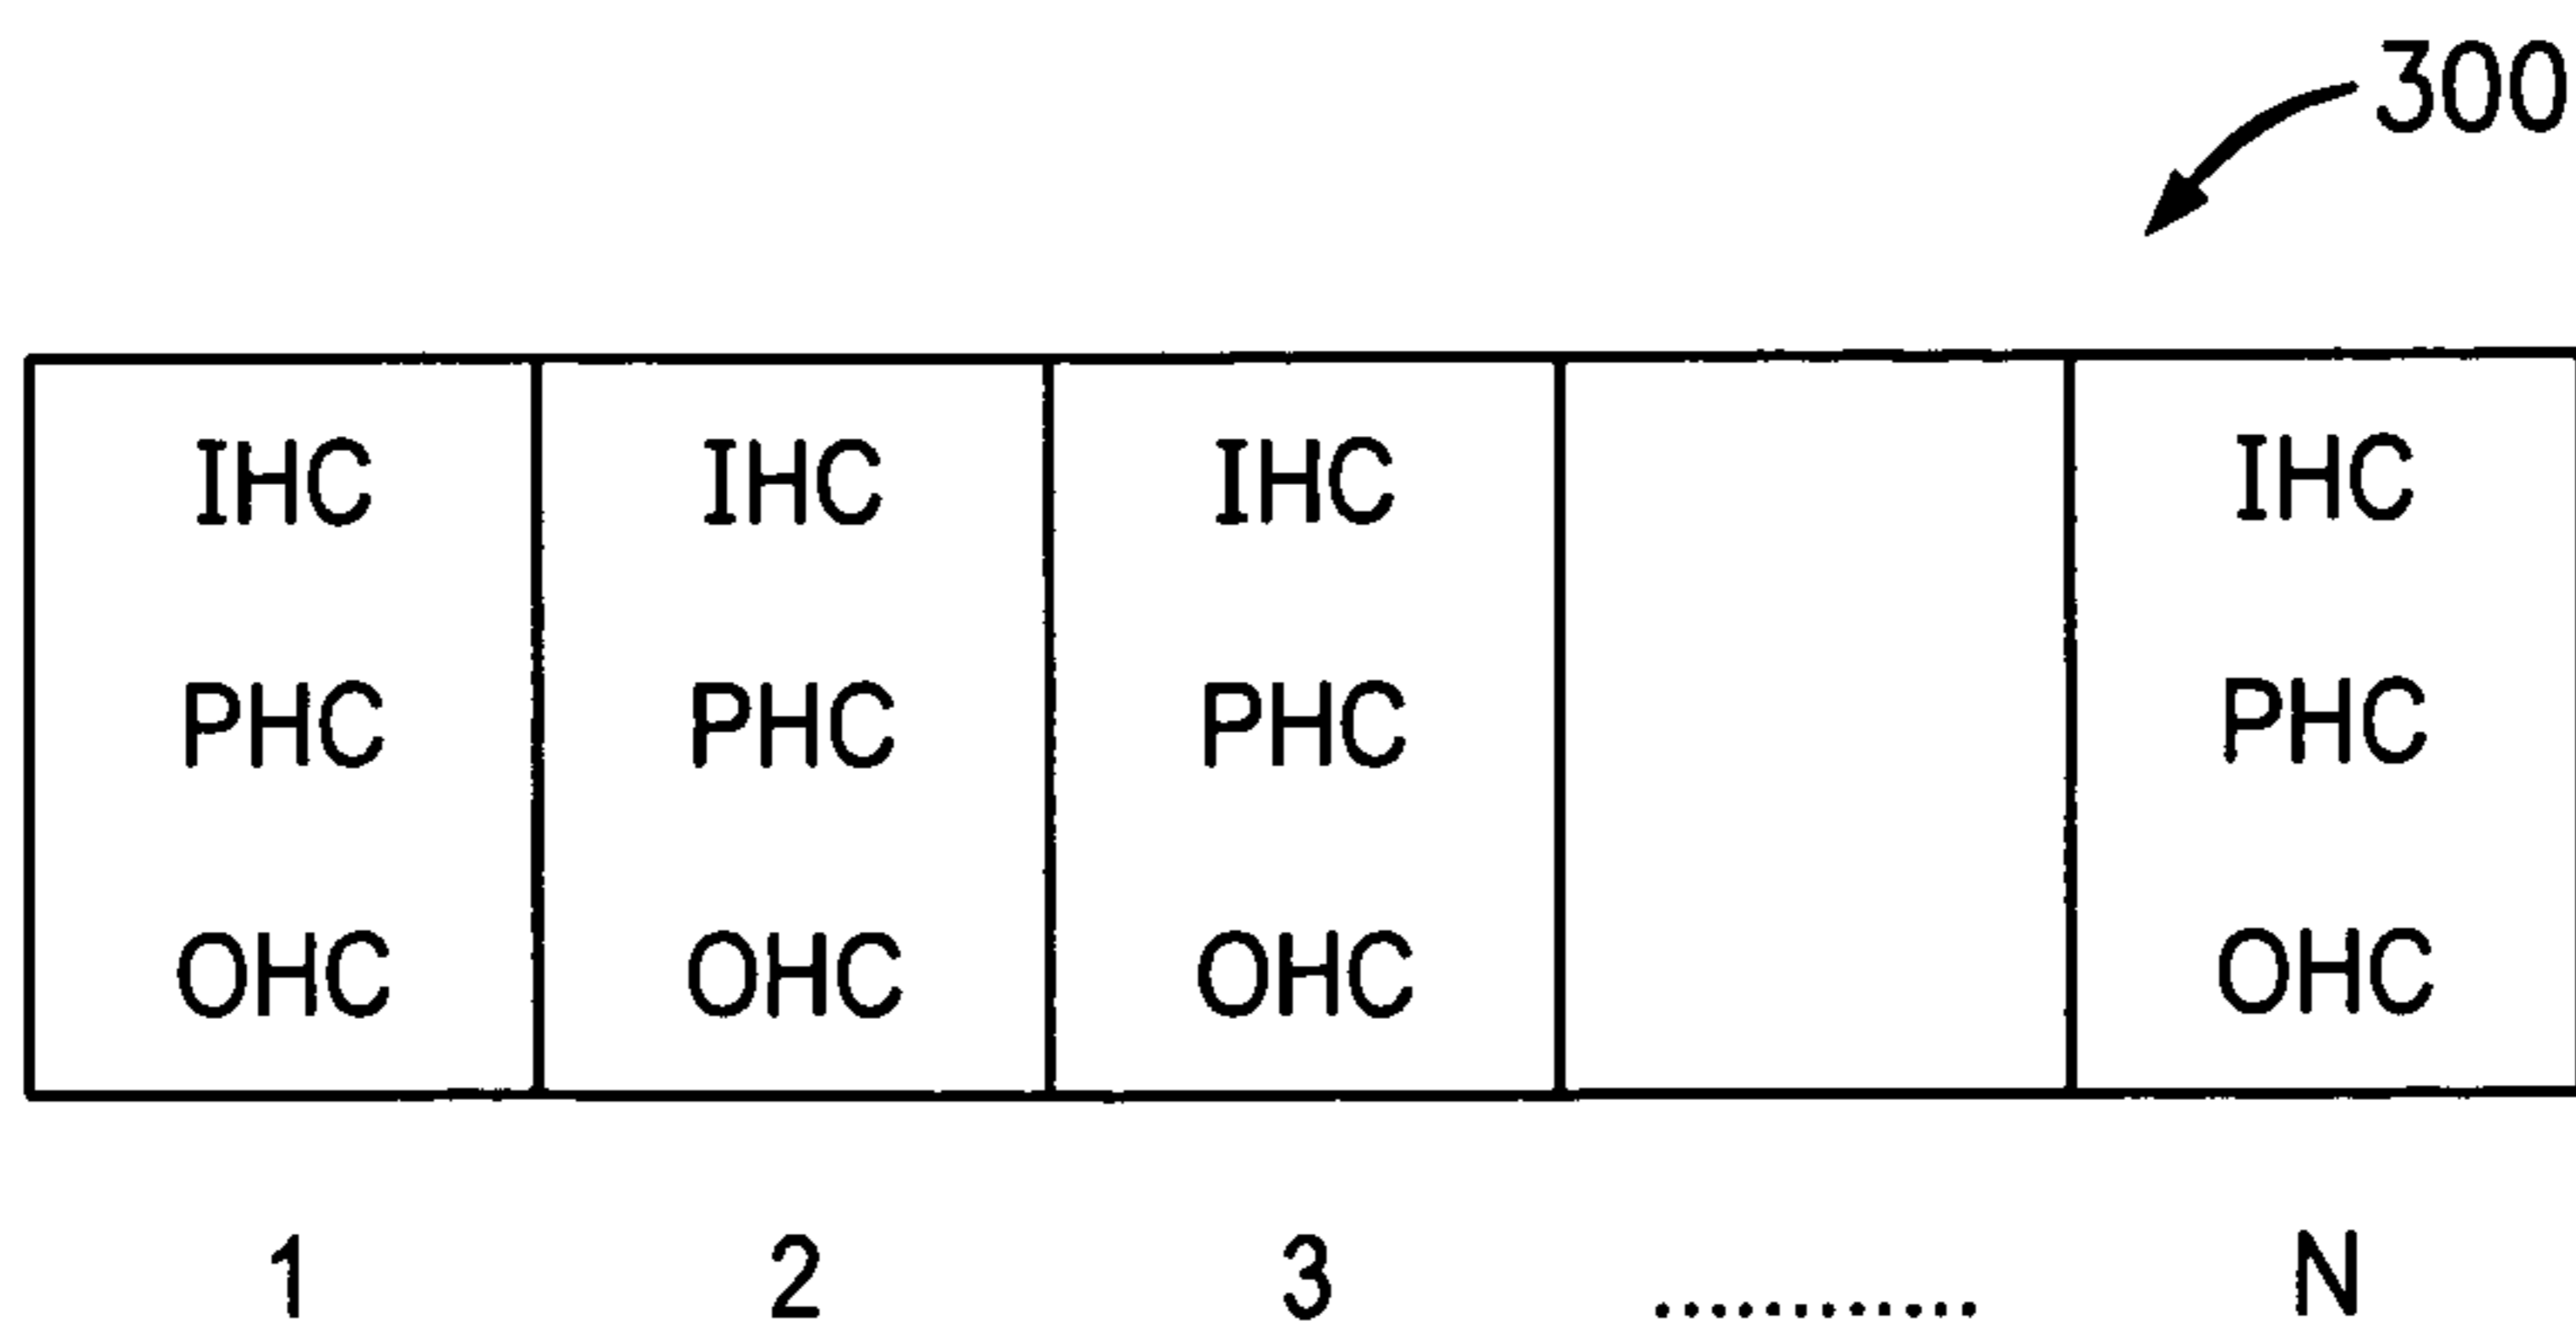 300
IHC IHC IHC IHC
PHC PHC PHC PHC
OHC OHC OHC OHC
1 2 3 ............ N